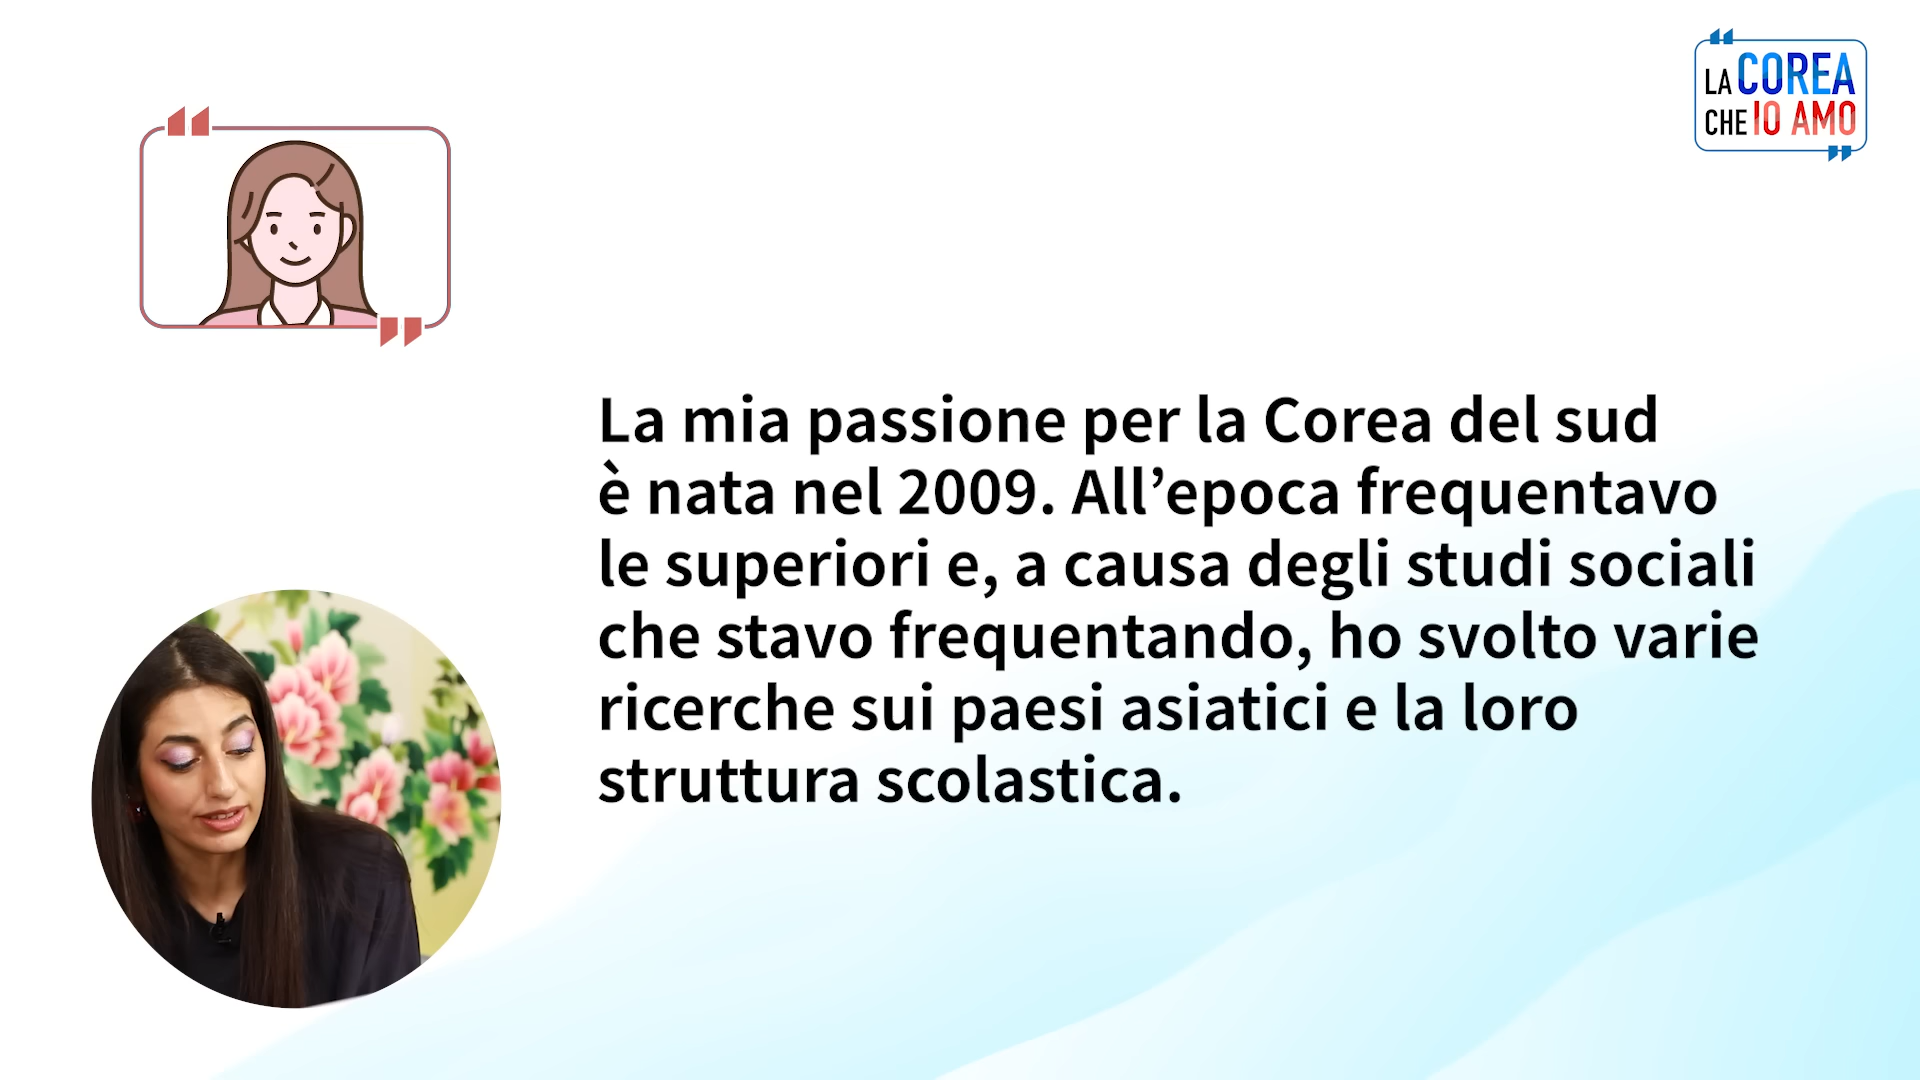 LA COREA
CHE IO AMO
La mia passione per la Corea del sud
è nata nel 2009. All’epoca frequentavo
le superiori e, a causa degli studi sociali
che stavo frequentando, ho svolto varie
ricerche sui paesi asiatici e la loro
struttura scolastica.